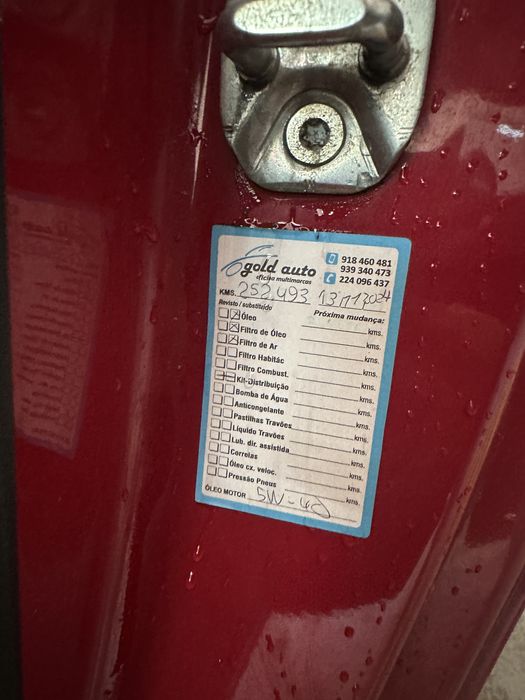 gold auto
oficina multimarcas
918 460 481
939 340 473
224 096 437
KMS. 252.493 13/11/2024
Revisto / substituído Próxima mudança:
Óleo kms.
Filtro de Óleo kms.
Filtro de Ar kms.
Filtro Habitác kms.
Filtro Combust. kms.
Kit-Distribuição kms.
Bomba de Água kms.
Anticongelante kms.
Pastilhas Travões kms.
Líquido Travões kms.
Lub. dir. assistida kms.
Correias kms.
Óleo cx. veloc. kms.
Pressão Pneus kms.
ÓLEO MOTOR 5W-40